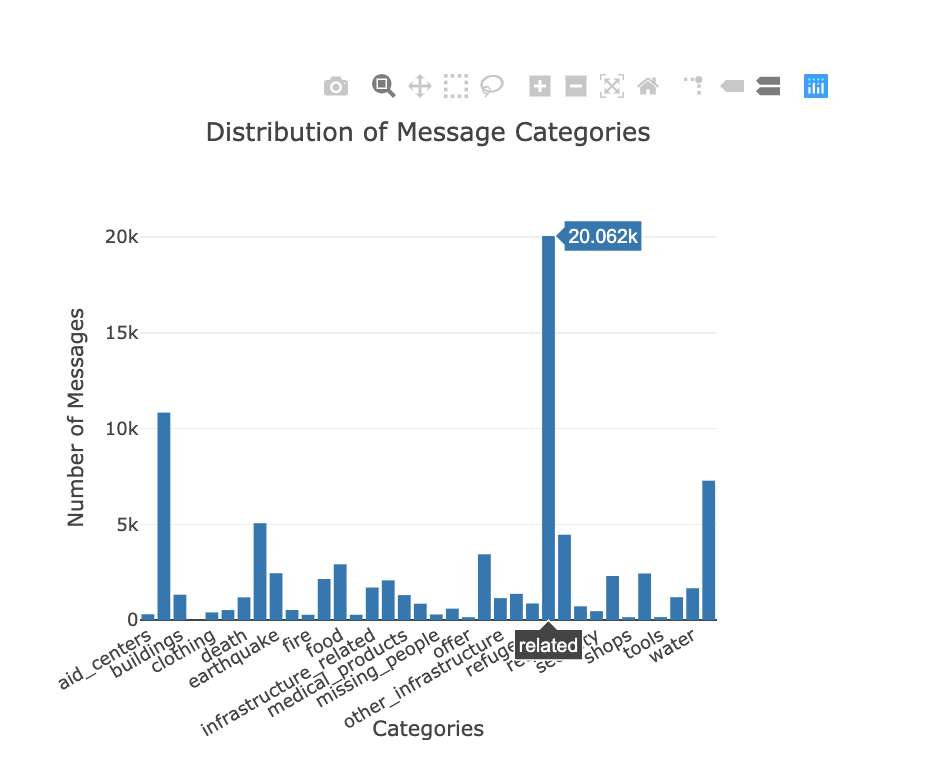 Distribution of Message Categories
20k
20.062k
15k
10k
5k
0
Number of Messages
aid_centers
buildings
clothing
death
earthquake
fire
food
infrastructure_related
medical_products
missing_people
offer
other_infrastructure
related
shops
tools
water
Categories